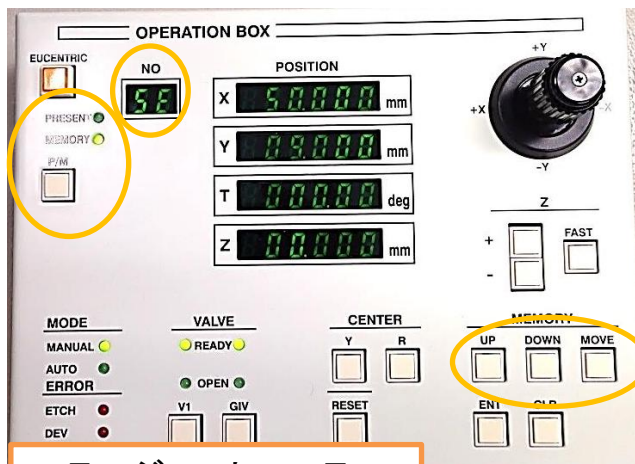 OPERATION BOX
EUCENTRIC
NO
POSITION
+Y
PRESENT
SE
X 50.000 mm
+X
-X
MEMORY
Y 09.000 mm
P/M
-Y
T 000.00 deg
Z
Z 00.000 mm
+
FAST
-
MODE
VALVE
CENTER
MEMORY
MANUAL
READY
Y
R
UP
DOWN
MOVE
AUTO
OPEN
ERROR
ETCH
V1
GIV
RESET
ENT
CLR
DEV